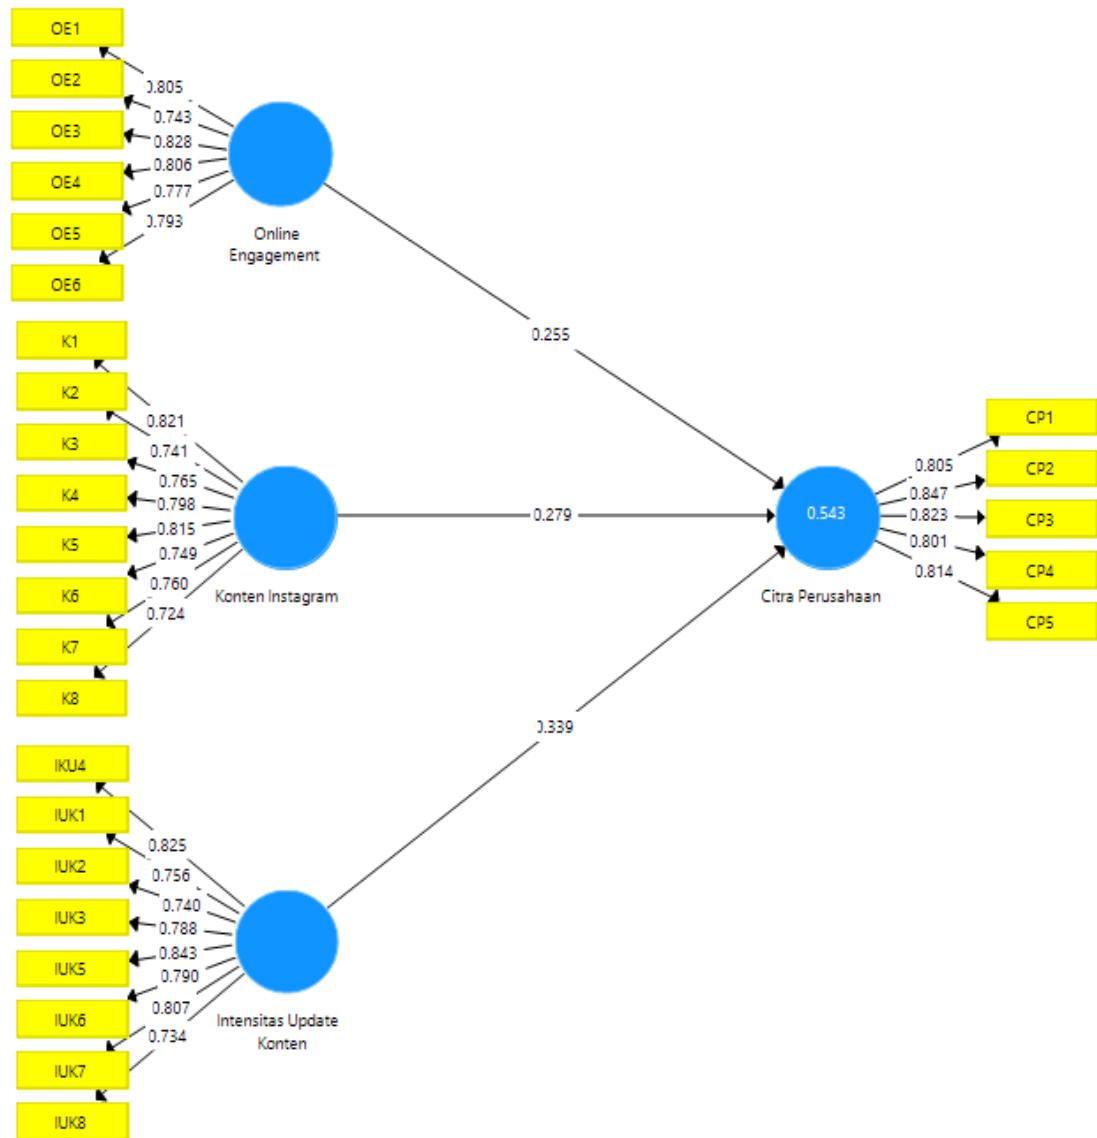 OE1
OE2
OE3
OE4
OE5
OE6
0.805
0.743
0.828
0.806
0.777
0.793
Online
Engagement
0.255
K1
K2
K3
K4
K5
K6
K7
K8
0.821
0.741
0.765
0.798
0.815
0.749
0.760
0.724
Konten Instagram
0.279
IKU4
IUK1
IUK2
IUK3
IUK5
IUK6
IUK7
IUK8
0.825
0.756
0.740
0.788
0.843
0.790
0.807
0.734
Intensitas Update
Konten
0.339
0.543
Citra Perusahaan
0.805
0.847
0.823
0.801
0.814
CP1
CP2
CP3
CP4
CP5